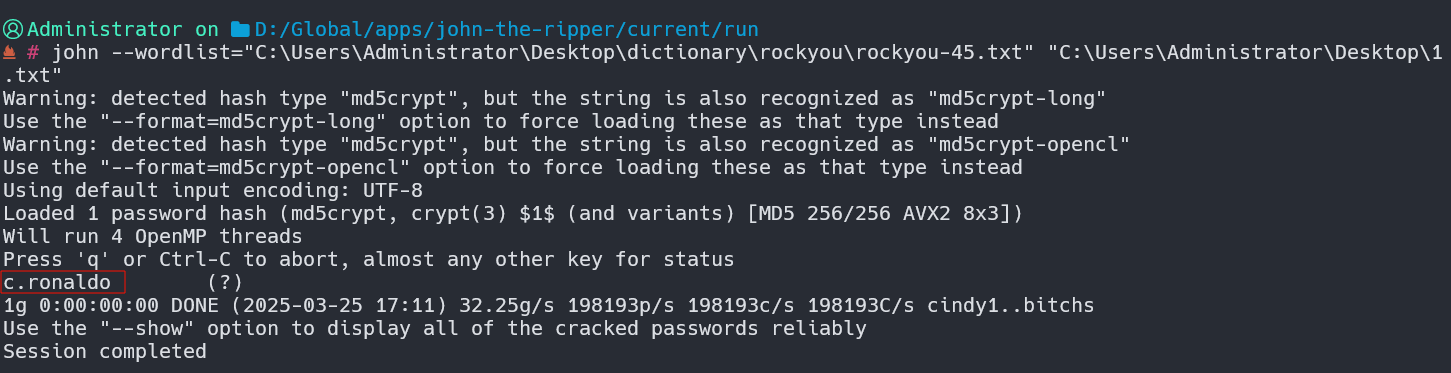 Administrator on D:/Global/apps/john-the-ripper/current/run
# john --wordlist="C:\Users\Administrator\Desktop\dictionary\rockyou\rockyou-45.txt" "C:\Users\Administrator\Desktop\1
.txt"
Warning: detected hash type "md5crypt", but the string is also recognized as "md5crypt-long"
Use the "--format=md5crypt-long" option to force loading these as that type instead
Warning: detected hash type "md5crypt", but the string is also recognized as "md5crypt-opencl"
Use the "--format=md5crypt-opencl" option to force loading these as that type instead
Using default input encoding: UTF-8
Loaded 1 password hash (md5crypt, crypt(3) $1$ (and variants) [MD5 256/256 AVX2 8x3])
Will run 4 OpenMP threads
Press 'q' or Ctrl-C to abort, almost any other key for status
c.ronaldo        (?)
1g 0:00:00:00 DONE (2025-03-25 17:11) 32.25g/s 198193p/s 198193c/s 198193C/s cindy1..bitchs
Use the "--show" option to display all of the cracked passwords reliably
Session completed